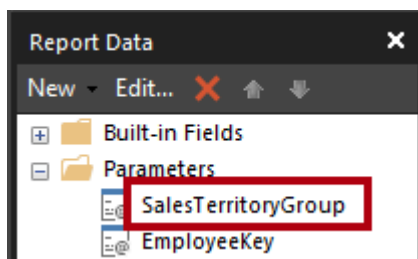 Report Data
New Edit...
Built-in Fields
Parameters
SalesTerritoryGroup
EmployeeKey